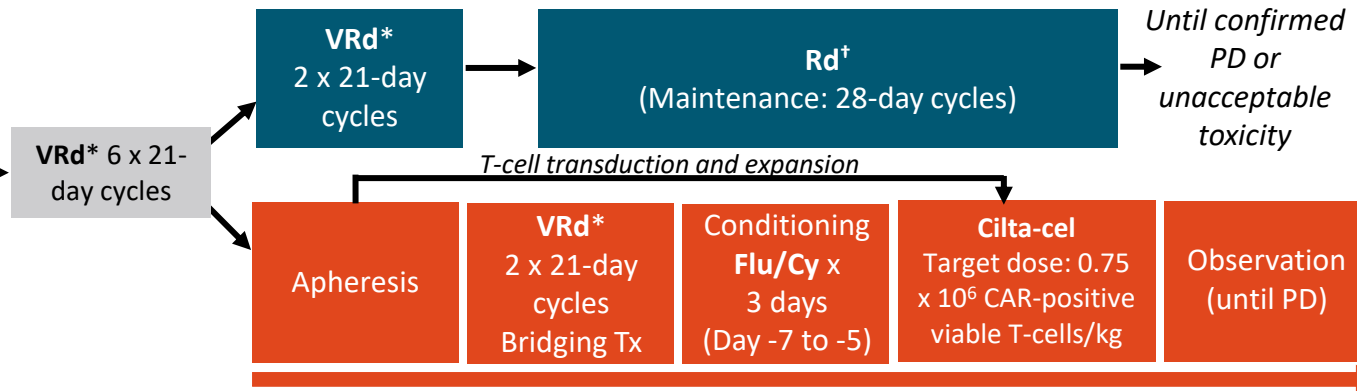 VRd* 6 x 21-
day cycles
VRd*
2 x 21-day
cycles
Rd†
(Maintenance: 28-day cycles)
Until confirmed
PD or
unacceptable
toxicity
T-cell transduction and expansion
Apheresis
VRd*
2 x 21-day
cycles
Bridging Tx
Conditioning
Flu/Cy x
3 days
(Day -7 to -5)
Cilta-cel
Target dose: 0.75
x 10⁶ CAR-positive
viable T-cells/kg
Observation
(until PD)